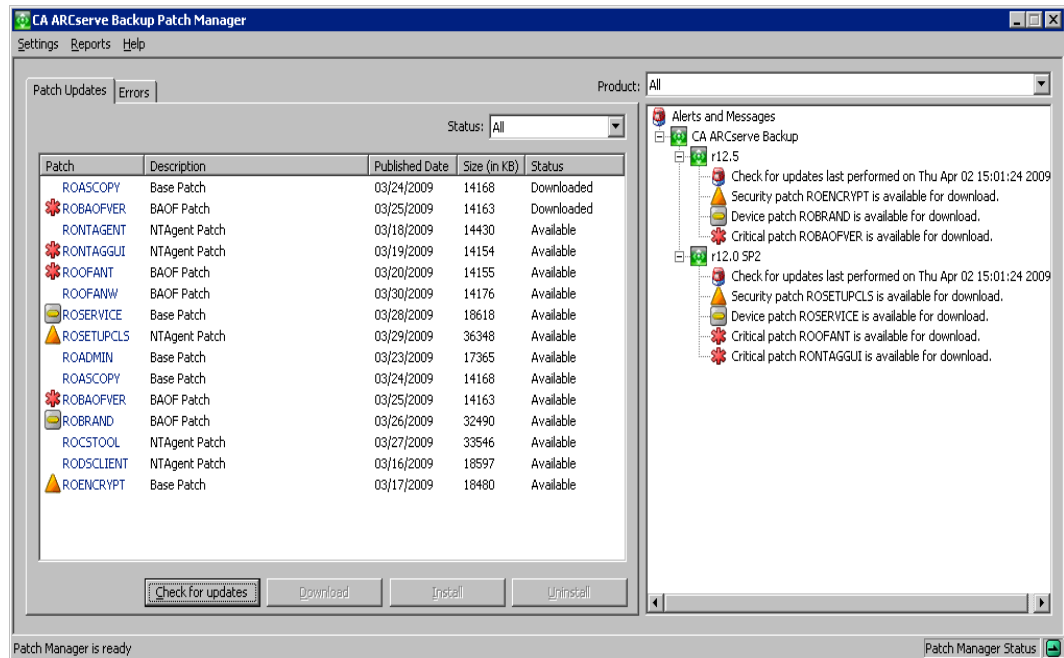 CA ARCserve Backup Patch Manager
Settings Reports Help
Patch Updates Errors
Product: All
Status: All
Patch Description Published Date Size (in KB) Status
ROASCOPY Base Patch 03/24/2009 14168 Downloaded
ROBAOFVER BAOF Patch 03/25/2009 14163 Downloaded
RONTAGENT NTAgent Patch 03/18/2009 14430 Available
RONTAGGUI NTAgent Patch 03/19/2009 14154 Available
ROOFANT BAOF Patch 03/20/2009 14155 Available
ROOFANW BAOF Patch 03/30/2009 14176 Available
ROSERVICE Base Patch 03/28/2009 18618 Available
ROSETUPCLS NTAgent Patch 03/29/2009 36348 Available
ROADMIN Base Patch 03/23/2009 17365 Available
ROASCOPY Base Patch 03/24/2009 14168 Available
ROBAOFVER BAOF Patch 03/25/2009 14163 Available
ROBRAND BAOF Patch 03/26/2009 32490 Available
ROCSTOOL NTAgent Patch 03/27/2009 33546 Available
RODSCLIENT NTAgent Patch 03/16/2009 18597 Available
ROENCRYPT Base Patch 03/17/2009 18480 Available
Check for updates Download Install Uninstall
Alerts and Messages
CA ARCserve Backup
r12.5
Check for updates last performed on Thu Apr 02 15:01:24 2009
Security patch ROENCRYPT is available for download.
Device patch ROBRAND is available for download.
Critical patch ROBAOFVER is available for download.
r12.0 SP2
Check for updates last performed on Thu Apr 02 15:01:24 2009
Security patch ROSETUPCLS is available for download.
Device patch ROSERVICE is available for download.
Critical patch ROOFANT is available for download.
Critical patch RONTAGGUI is available for download.
Patch Manager is ready
Patch Manager Status